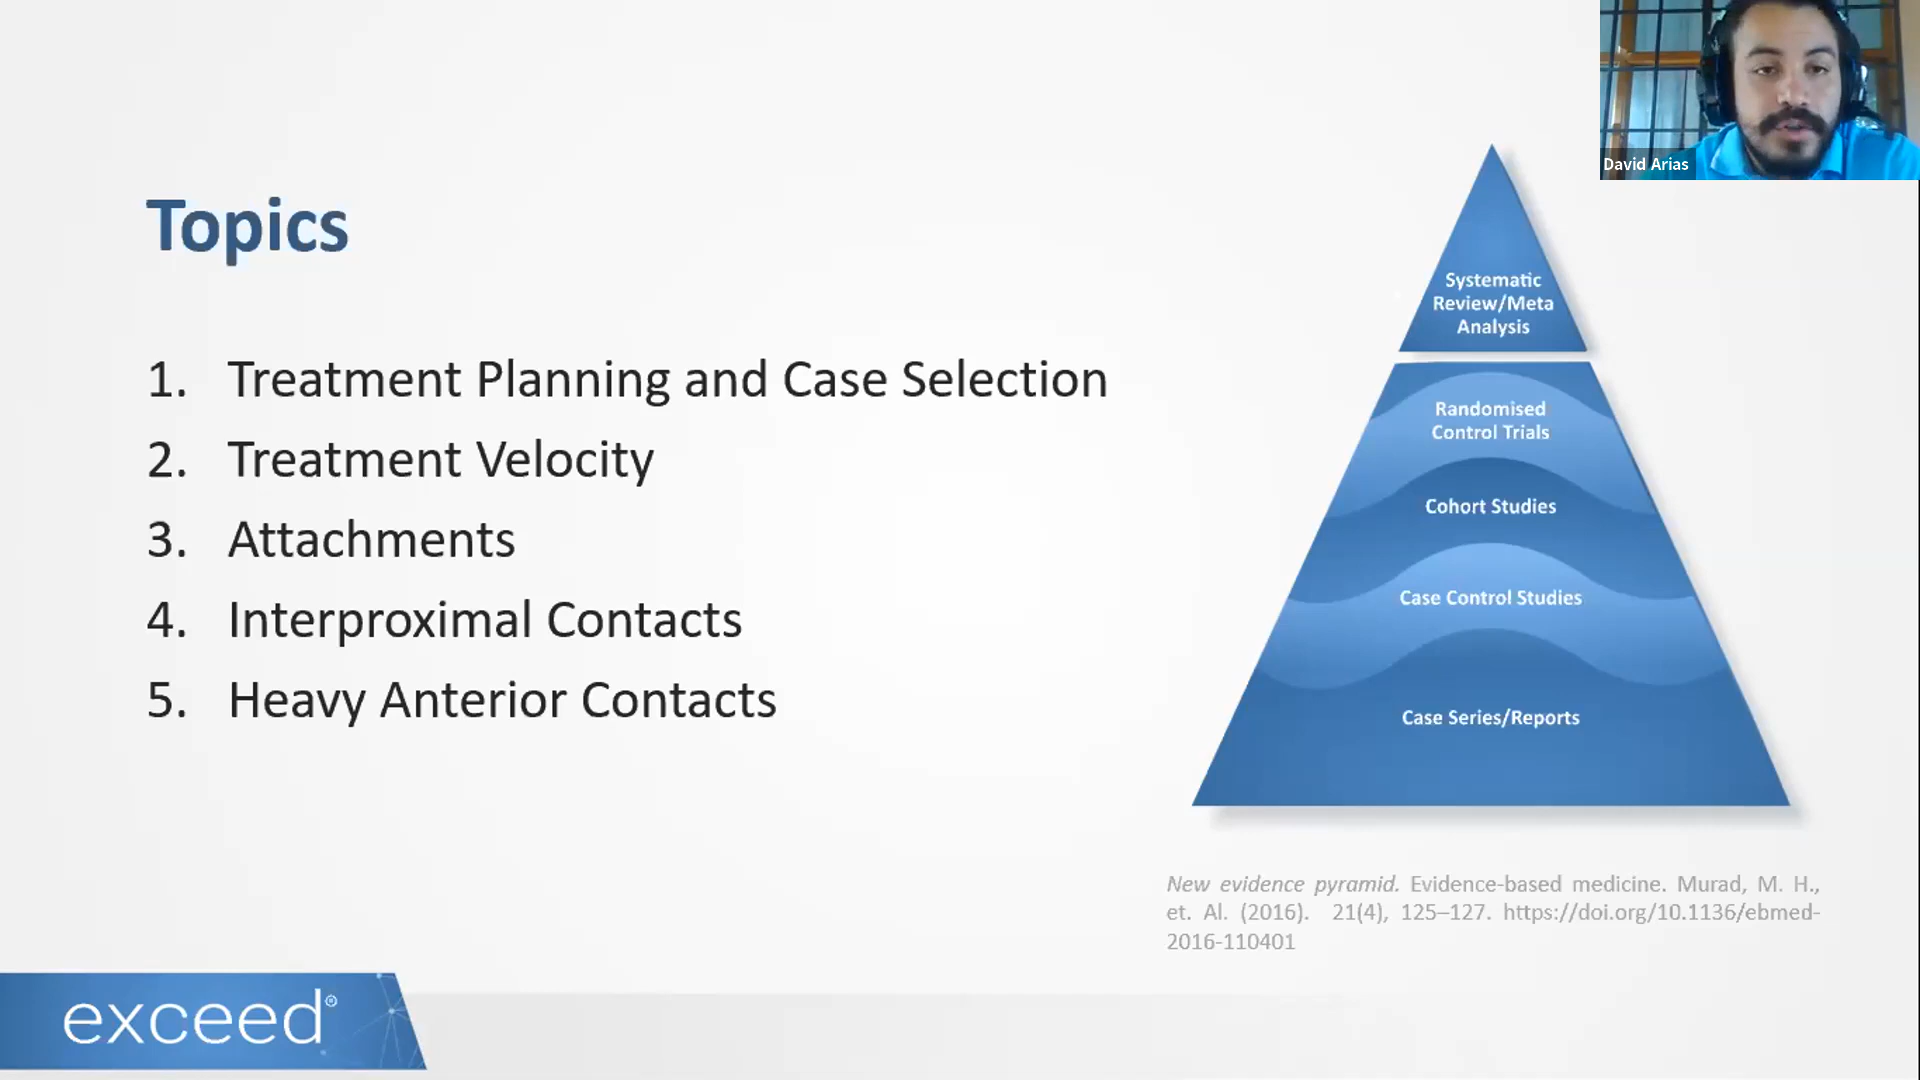 David Arias
Topics
1. Treatment Planning and Case Selection
2. Treatment Velocity
3. Attachments
4. Interproximal Contacts
5. Heavy Anterior Contacts
Systematic
Review/Meta
Analysis
Randomised
Control Trials
Cohort Studies
Case Control Studies
Case Series/Reports
New evidence pyramid. Evidence-based medicine. Murad, M. H.,
et. Al. (2016). 21(4), 125–127. https://doi.org/10.1136/ebmed-
2016-110401
exceed®